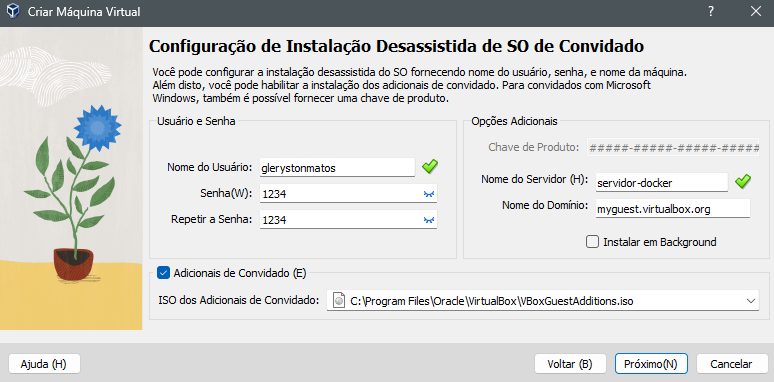 Criar Máquina Virtual
Configuração de Instalação Desassistida de SO de Convidado
Você pode configurar a instalação desassistida do SO fornecendo nome do usuário, senha, e nome da máquina.
Além disto, você pode habilitar a instalação dos adicionais de convidado. Para convidados com Microsoft
Windows, também é possível fornecer uma chave de produto.
Usuário e Senha
Nome do Usuário: glerystonmatos
Senha(W): 1234
Repetir a Senha: 1234
Opções Adicionais
Chave de Produto: #####-#####-#####-#####
Nome do Servidor (H): servidor-docker
Nome do Domínio: myguest.virtualbox.org
Instalar em Background
Adicionais de Convidado (E)
ISO dos Adicionais de Convidado: C:\Program Files\Oracle\VirtualBox\VBoxGuestAdditions.iso
Ajuda (H) Voltar (B) Próximo(N) Cancelar